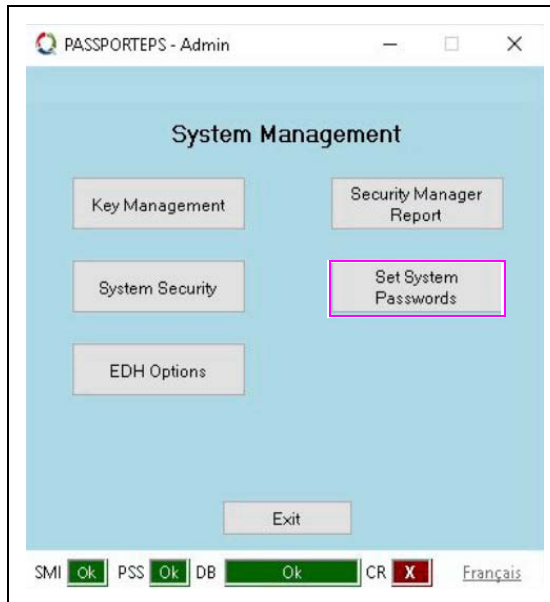 PASSPORTEPS - Admin
System Management
Key Management
Security Manager
Report
System Security
Set System
Passwords
EDH Options
Exit
SMI Ok PSS Ok DB Ok CR X Français